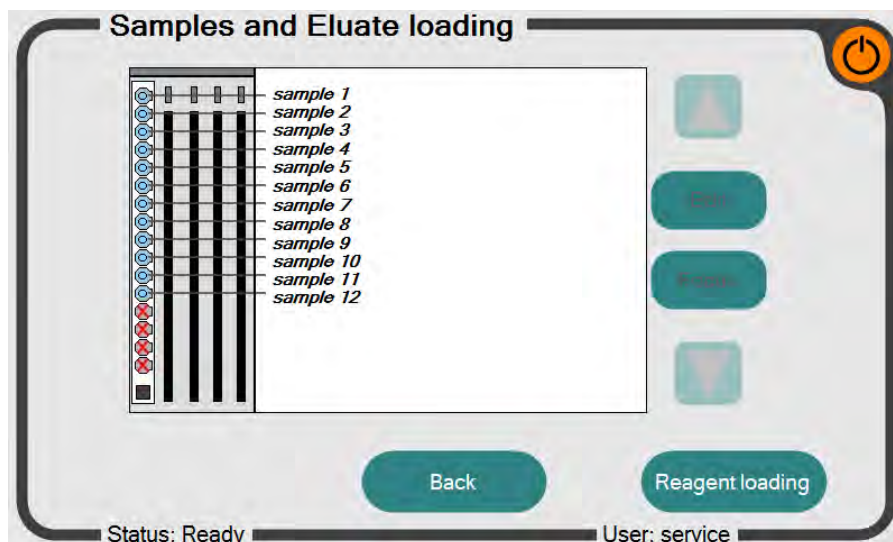 Samples and Eluate loading
sample 1
sample 2
sample 3
sample 4
sample 5
sample 6
sample 7
sample 8
sample 9
sample 10
sample 11
sample 12
Back
Reagent loading
Status: Ready
User: service